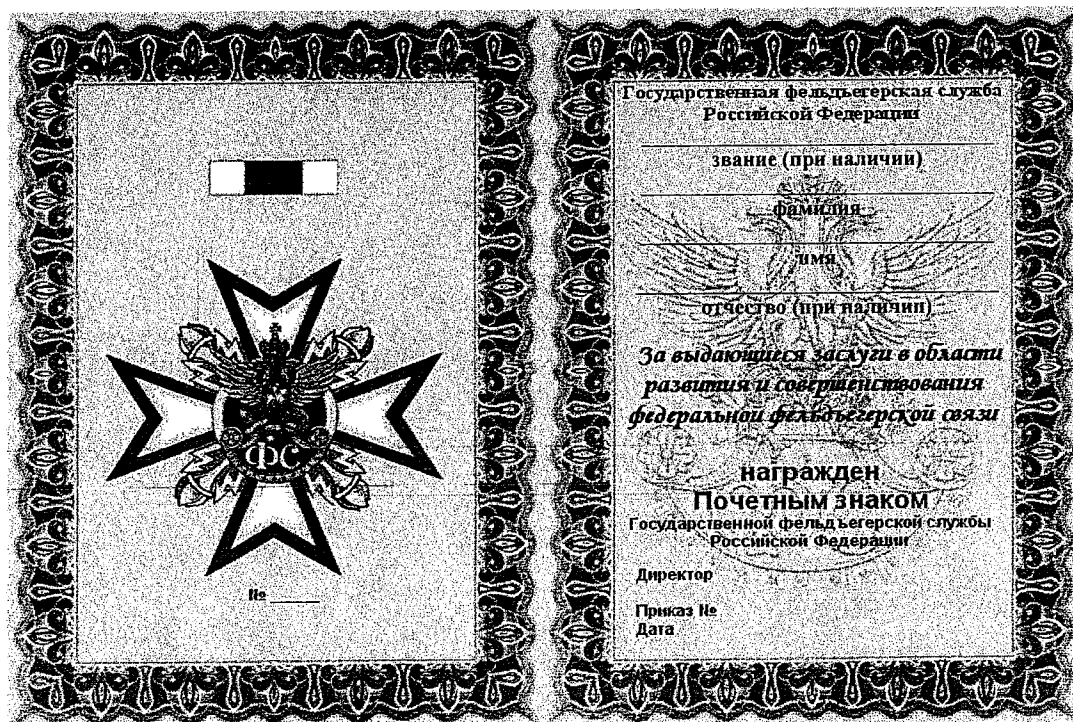 ФС
№
Государственная фельдъегерская служба
Российской Федерации
звание (при наличии)
фамилия
имя
отчество (при наличии)
За выдающиеся заслуги в области
развития и совершенствования
федеральной фельдъегерской связи
награжден
Почетным знаком
Государственной фельдъегерской службы
Российской Федерации
Директор
Приказ №
Дата